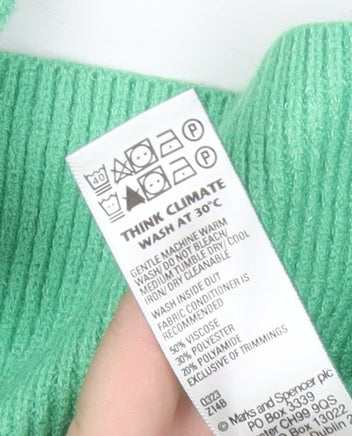 40 P
P
THINK CLIMATE
WASH AT 30°C
GENTLE MACHINE WARM
WASH/ DO NOT BLEACH/
MEDIUM TUMBLE DRY/ COOL
IRON/ DRY CLEANABLE
WASH INSIDE OUT
FABRIC CONDITIONER IS
RECOMMENDED
50% VISCOSE
30% POLYESTER
20% POLYAMIDE
EXCLUSIVE OF TRIMMINGS
0323
Z14B
© Marks and Spencer plc
PO Box 3339
CH99 9OS
Box 13022
Dublin